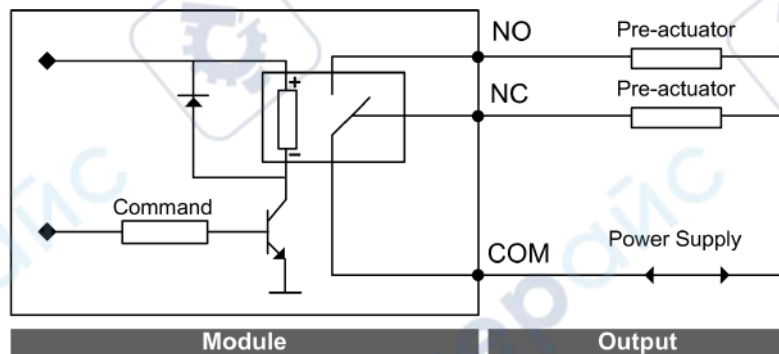 NO
Pre-actuator
NC
Pre-actuator
+
−
Command
COM
Power Supply
Module
Output